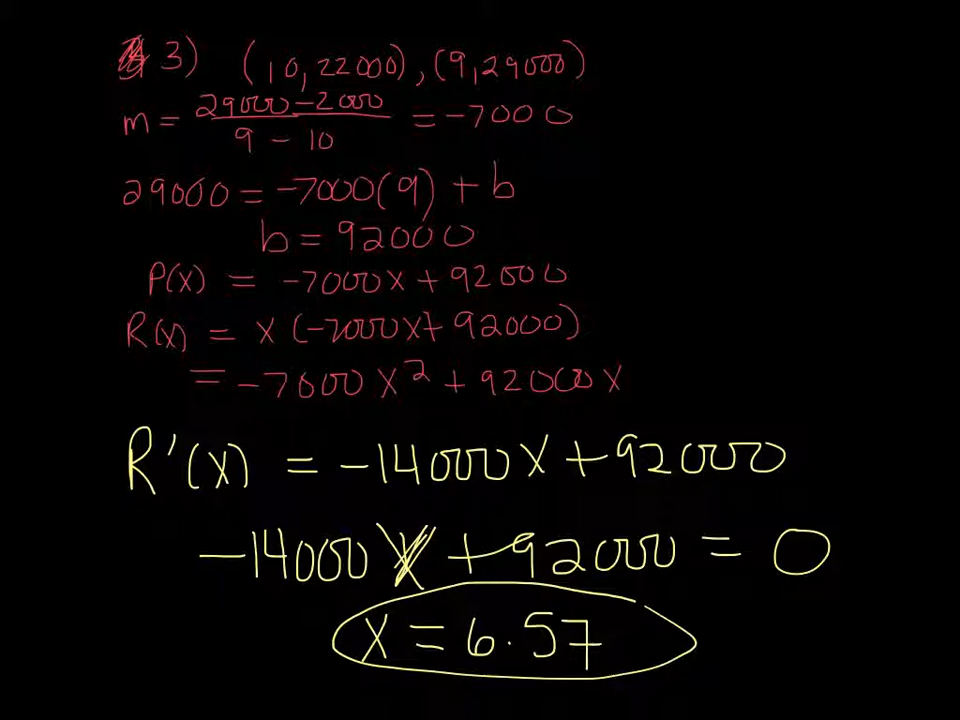 3) (10,22000),(9,29000)
m = 29000-2000 / 9-10 = -7000
29000 = -7000(9) + b
b = 92000
P(x) = -7000x+92000
R(x) = x(-7000x+92000)
= -7000x² + 92000x
R'(x) = -14000x+92000
-14000x+92000 = 0
x = 6.57